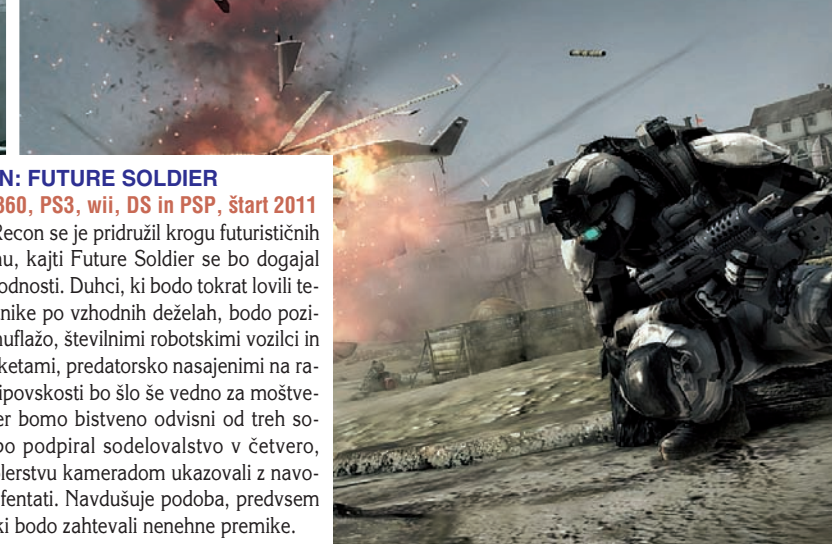 N: FUTURE SOLDIER
360, PS3, wii, DS in PSP, štart 2011
Recon se je pridružil krogu futurističnih
nu, kajti Future Soldier se bo dogajal
odnosti. Duhci, ki bodo tokrat lovili te-
nike po vzhodnih deželah, bodo pozi-
nuflažo, številnimi robotskimi vozilci in
ketami, predatorsko nasajenimi na ra-
ipovskosti bo šlo še vedno za moštve-
er bomo bistveno odvisni od treh so-
bo podpiral sodelovalstvo v četvero,
olerstvu kameradom ukazovali z navo-
fentati. Navdušuje podoba, predvsem
ki bodo zahtevali nenehne premike.